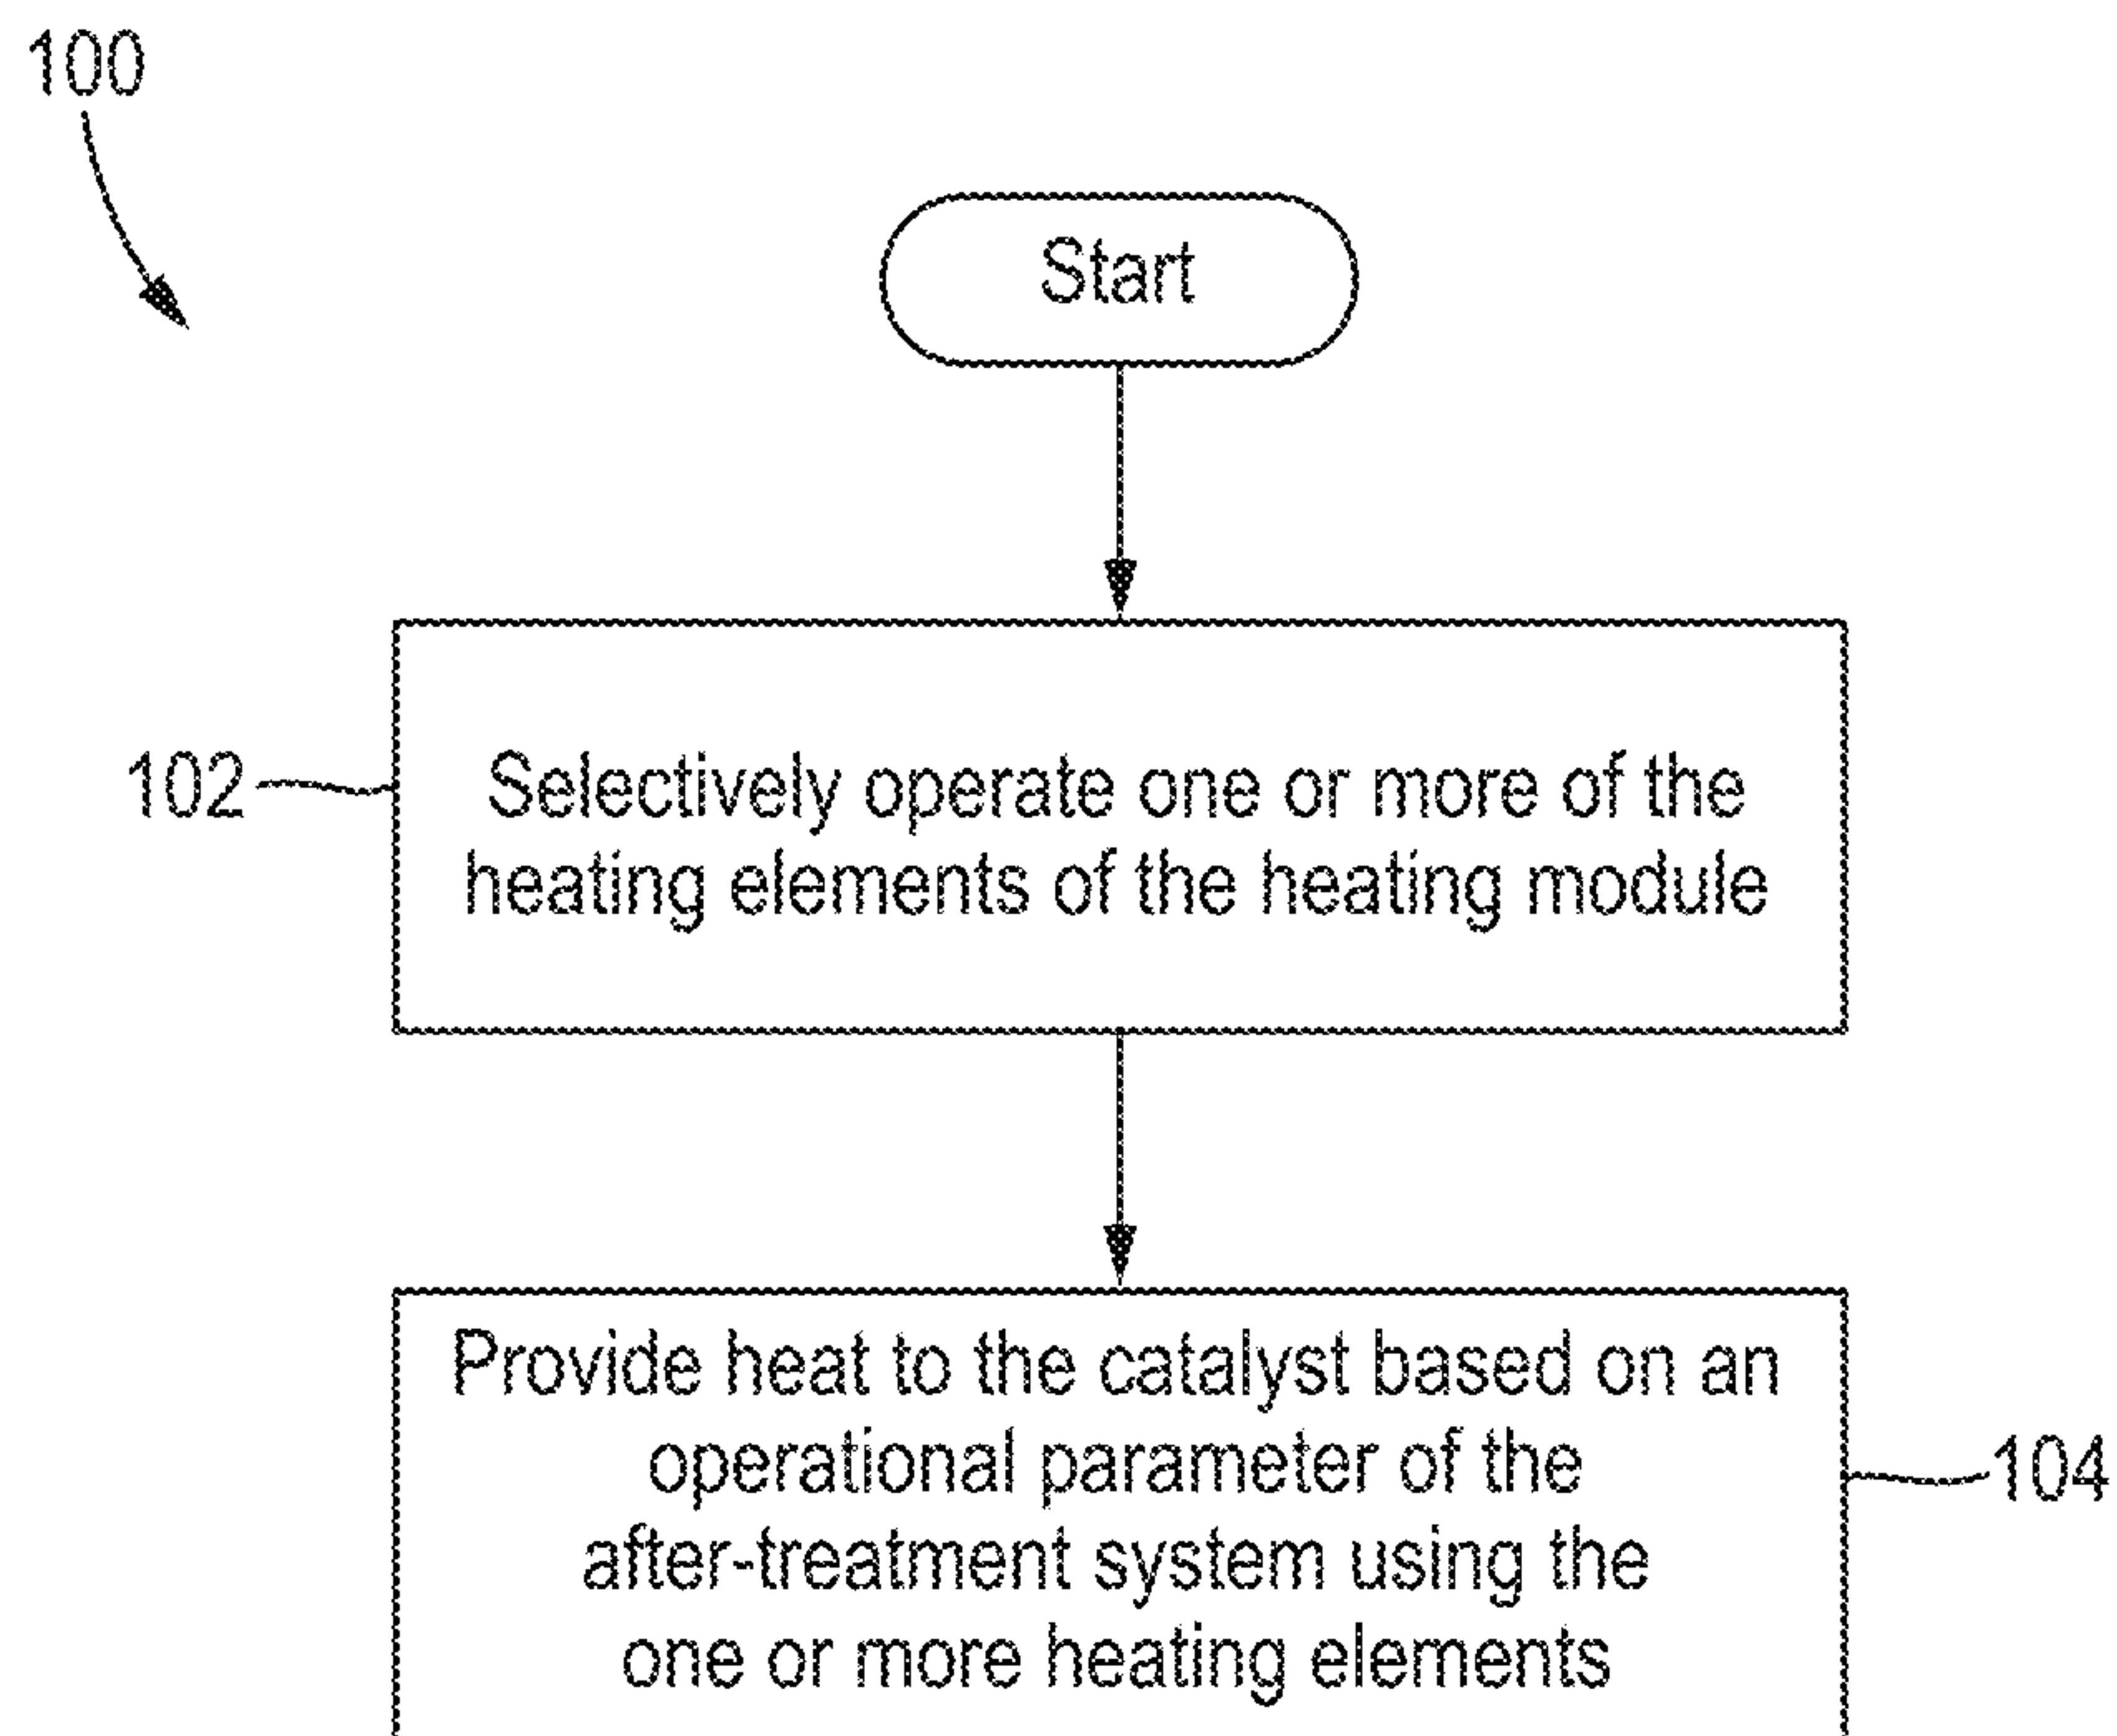 100
Start
102
Selectively operate one or more of the
heating elements of the heating module
Provide heat to the catalyst based on an
operational parameter of the
after-treatment system using the
one or more heating elements
104